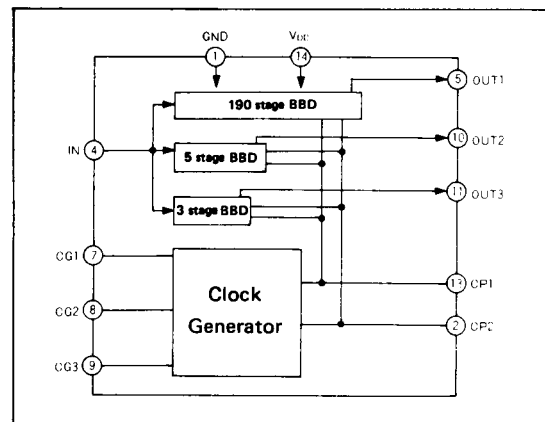 GND VDD
1 14
190 stage BBD
5 OUT1
IN 4
5 stage BBD
10 OUT2
3 stage BBD
11 OUT3
CG1 7
Clock
Generator
13 CP1
CG2 8
2 CP2
CG3 9